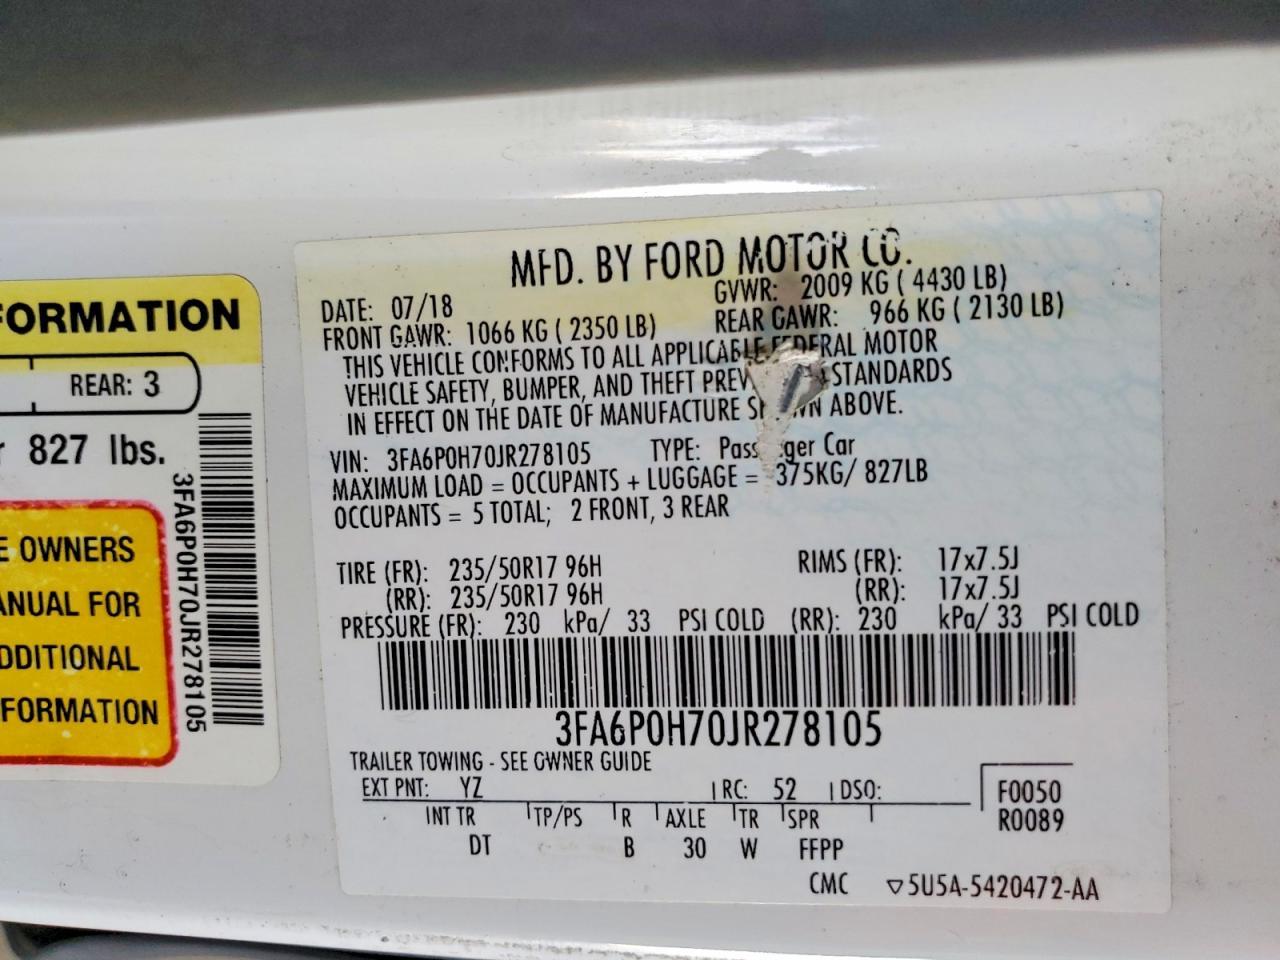 FORMATION
REAR: 3
827 lbs.
3FA6P0H70JR278105
E OWNERS
ANUAL FOR
DDITIONAL
FORMATION
MFD. BY FORD MOTOR CO.
DATE: 07/18 GVWR: 2009 KG ( 4430 LB)
FRONT GAWR: 1066 KG ( 2350 LB) REAR GAWR: 966 KG ( 2130 LB)
THIS VEHICLE CONFORMS TO ALL APPLICABLE FEDERAL MOTOR
VEHICLE SAFETY, BUMPER, AND THEFT PREV STANDARDS
IN EFFECT ON THE DATE OF MANUFACTURE SHOWN ABOVE.
VIN: 3FA6P0H70JR278105 TYPE: Passenger Car
MAXIMUM LOAD = OCCUPANTS + LUGGAGE = 375KG/ 827LB
OCCUPANTS = 5 TOTAL; 2 FRONT, 3 REAR
TIRE (FR): 235/50R17 96H RIMS (FR): 17x7.5J
(RR): 235/50R17 96H (RR): 17x7.5J
PRESSURE (FR): 230 kPa/ 33 PSI COLD (RR): 230 kPa/ 33 PSI COLD
3FA6P0H70JR278105
TRAILER TOWING - SEE OWNER GUIDE
EXT PNT: YZ RC: 52 DSO: F0050
INT TR TP/PS R AXLE TR SPR R0089
DT B 30 W FFPP
CMC ▽5U5A-5420472-AA